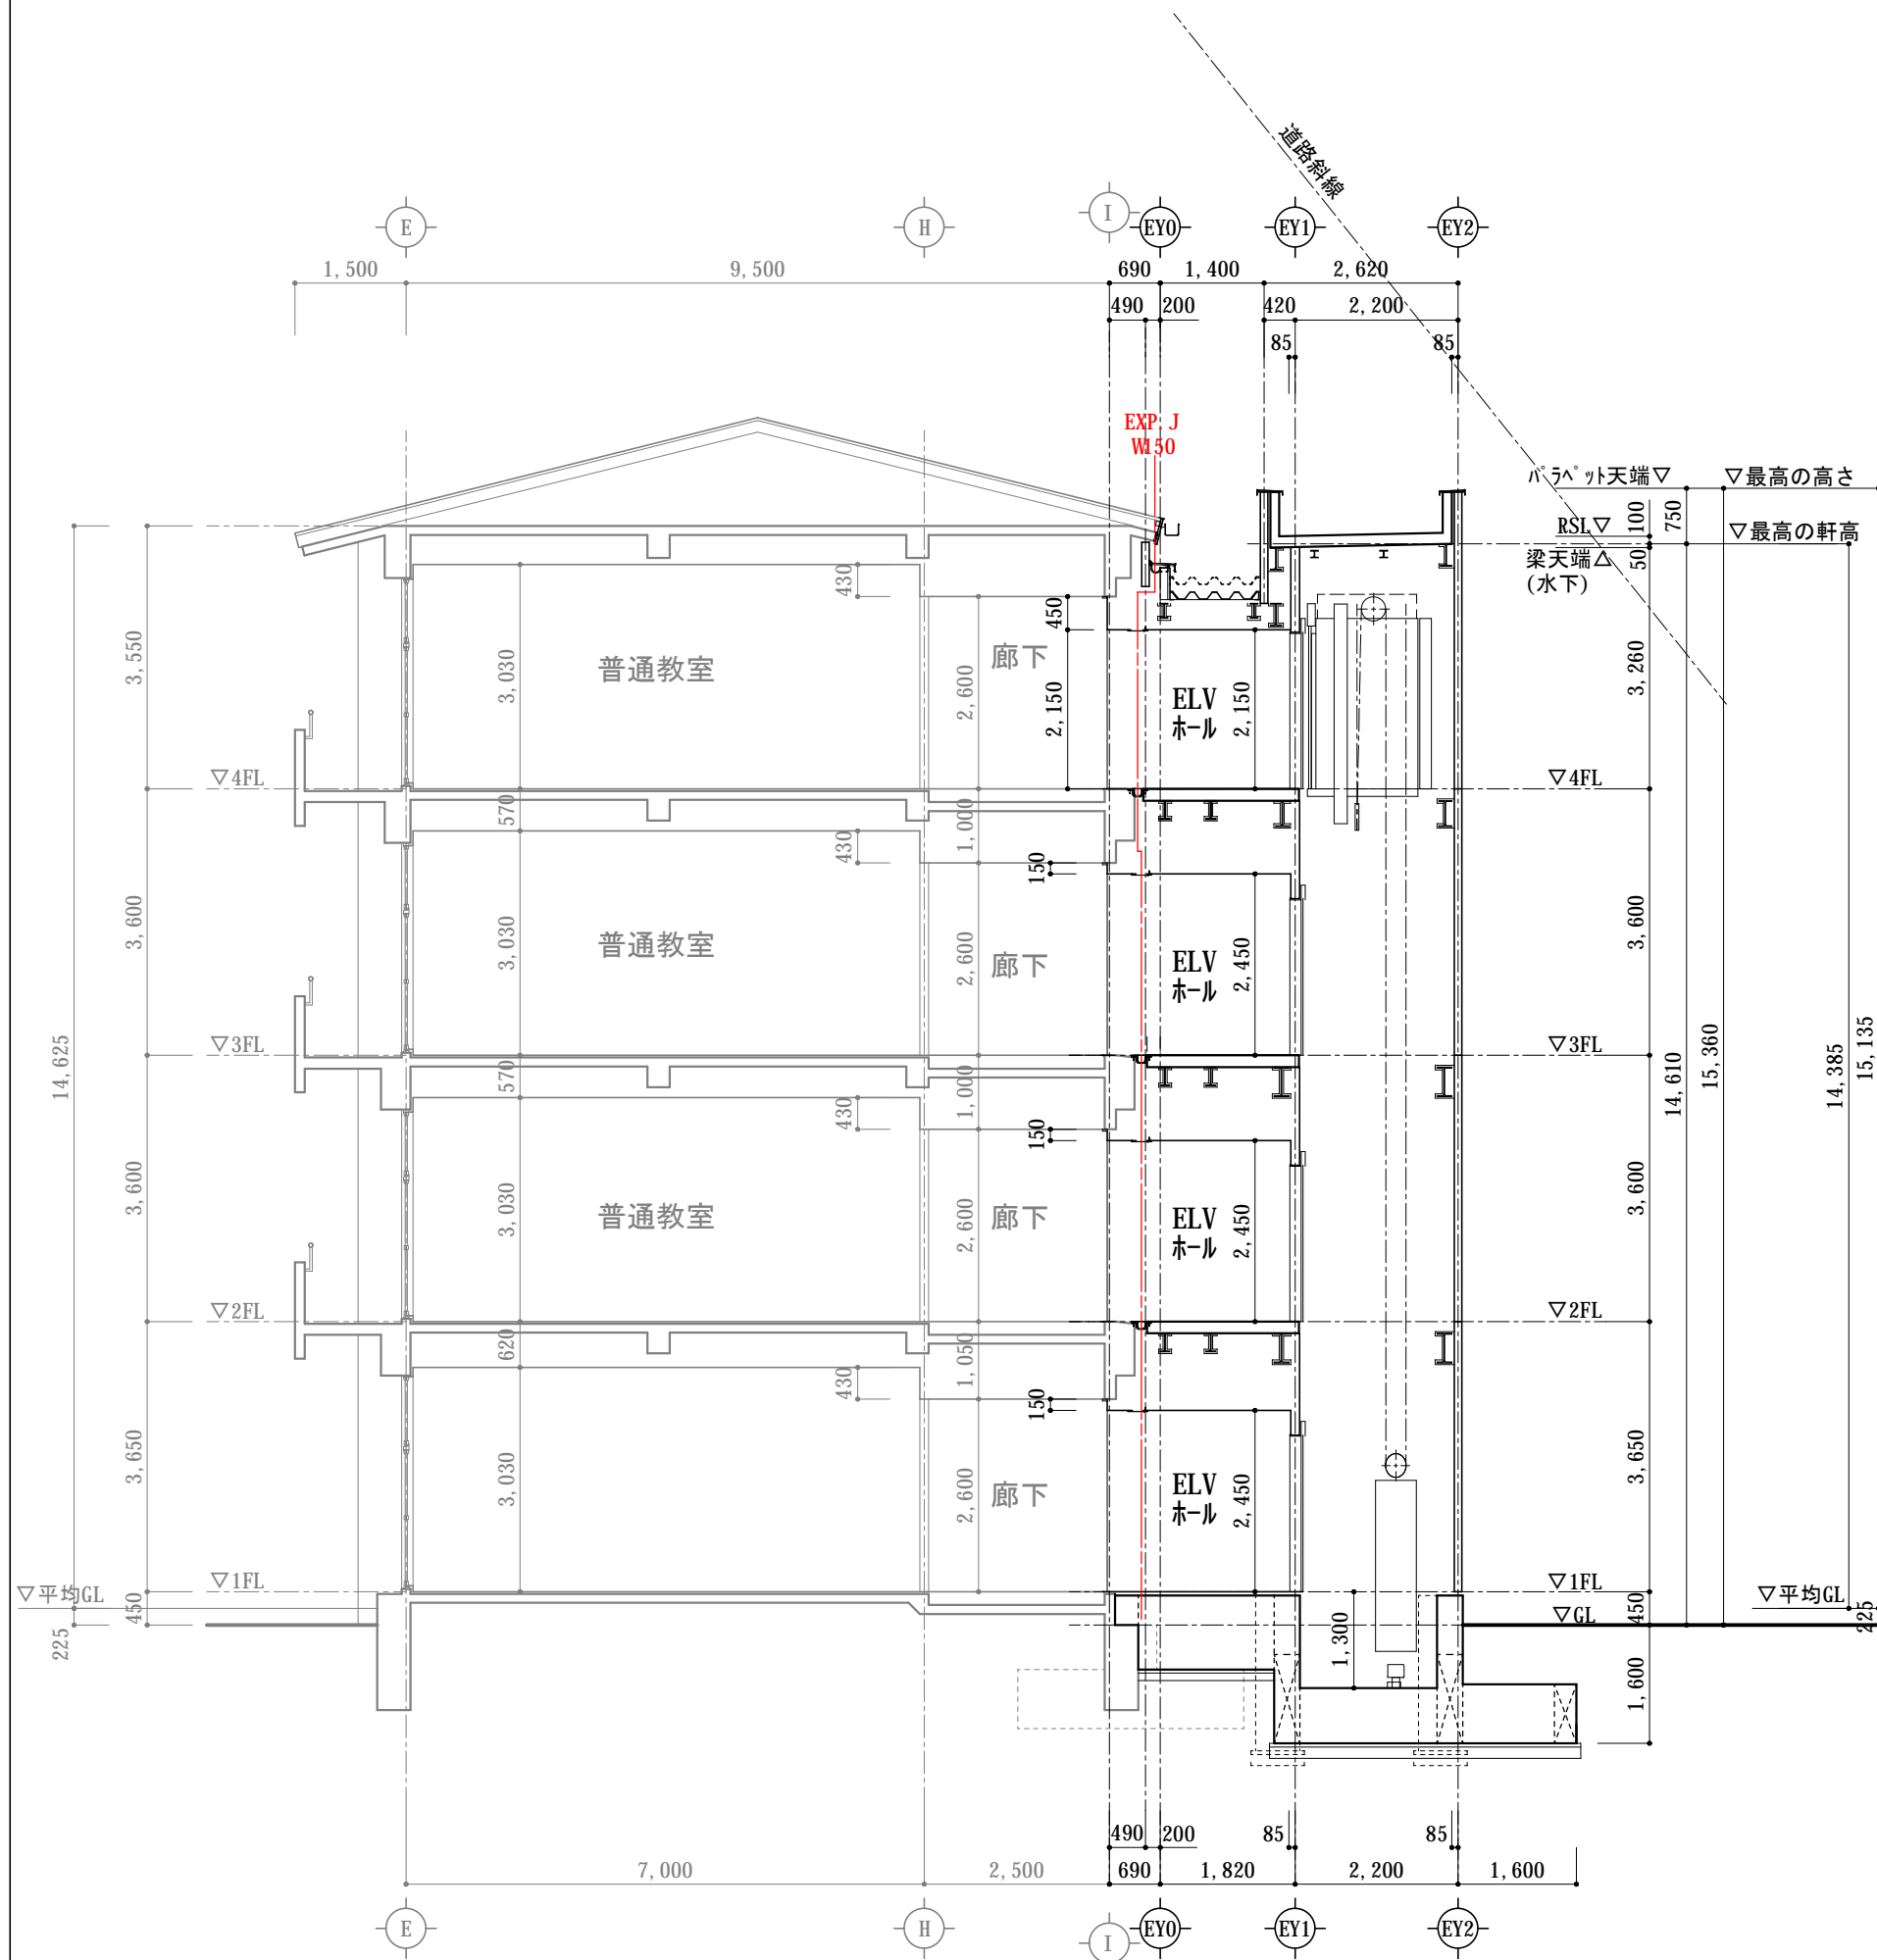 道路斜線
E
H
I
EY0
EY1
EY2
1,500
9,500
690
1,400
2,620
490
200
420
2,200
85
85
EXP.J
W150
パラペット天端▽
▽最高の高さ
RSL▽
100
750
▽最高の軒高
梁天端△
50
(水下)
430
450
3,550
3,030
普通教室
廊下
2,600
2,150
ELV
ホール
2,150
3,260
▽4FL
▽4FL
570
1,000
430
150
3,600
3,030
普通教室
2,600
廊下
ELV
ホール
2,450
3,600
▽3FL
▽3FL
14,625
570
1,000
430
150
14,610
15,360
14,385
15,135
3,600
3,030
普通教室
2,600
廊下
ELV
ホール
2,450
3,600
▽2FL
▽2FL
620
1,050
430
150
3,650
3,030
2,600
廊下
ELV
ホール
2,450
3,650
▽1FL
▽1FL
▽平均GL
450
225
450
▽GL
▽平均GL
225
1,300
1,600
490
200
85
85
7,000
2,500
690
1,820
2,200
1,600
E
H
I
EY0
EY1
EY2